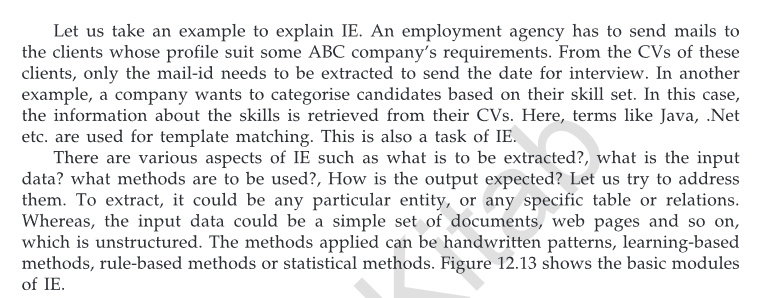 Let us take an example to explain IE. An employment agency has to send mails to
the clients whose profile suit some ABC company's requirements. From the CVs of these
clients, only the mail-id needs to be extracted to send the date for interview. In another
example, a company wants to categorise candidates based on their skill set. In this case,
the information about the skills is retrieved from their CVs. Here, terms like Java, .Net
etc. are used for template matching. This is also a task of IE.
There are various aspects of IE such as what is to be extracted?, what is the input
data? what methods are to be used?, How is the output expected? Let us try to address
them. To extract, it could be any particular entity, or any specific table or relations.
Whereas, the input data could be a simple set of documents, web pages and so on,
which is unstructured. The methods applied can be handwritten patterns, learning-based
methods, rule-based methods or statistical methods. Figure 12.13 shows the basic modules
of IE.
kitab